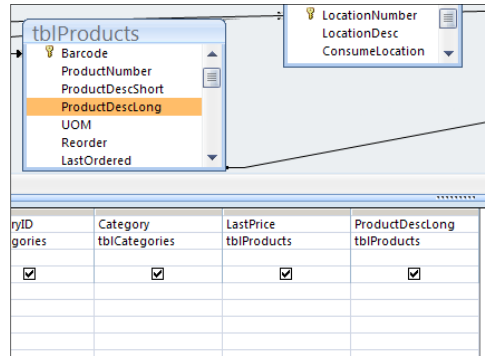 tblProducts
Barcode
ProductNumber
ProductDescShort
ProductDescLong
UOM
Reorder
LastOrdered
LocationNumber
LocationDesc
ConsumeLocation
ryID Category LastPrice ProductDescLong
gories tblCategories tblProducts tblProducts